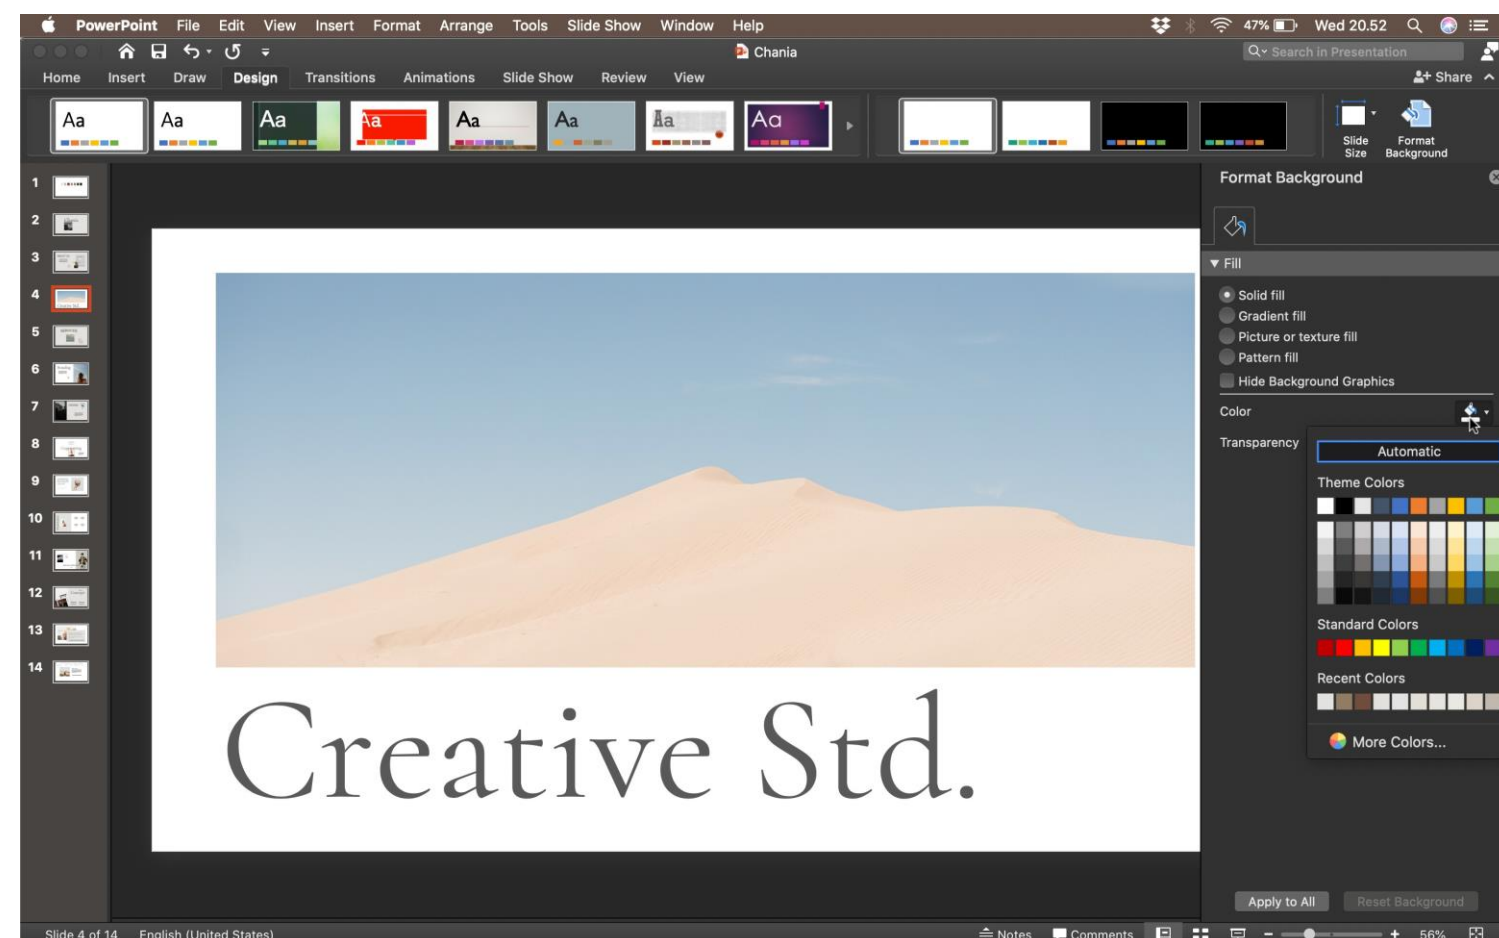 PowerPoint File Edit View Insert Format Arrange Tools Slide Show Window Help 47% Wed 20.52
Chania Search in Presentation
Home Insert Draw Design Transitions Animations Slide Show Review View Share
Aa Aa Aa Aa Aa Aa Aa Aa
Slide Size
Format Background
Format Background
Fill
Solid fill
Gradient fill
Picture or texture fill
Pattern fill
Hide Background Graphics
Color
Transparency
Automatic
Theme Colors
Standard Colors
Recent Colors
More Colors...
1
2
3
4
5
6
7
8
9
10
11
12
13
14
Creative Std.
Apply to All Reset Background
Slide 4 of 14 English (United States) Notes Comments 56%